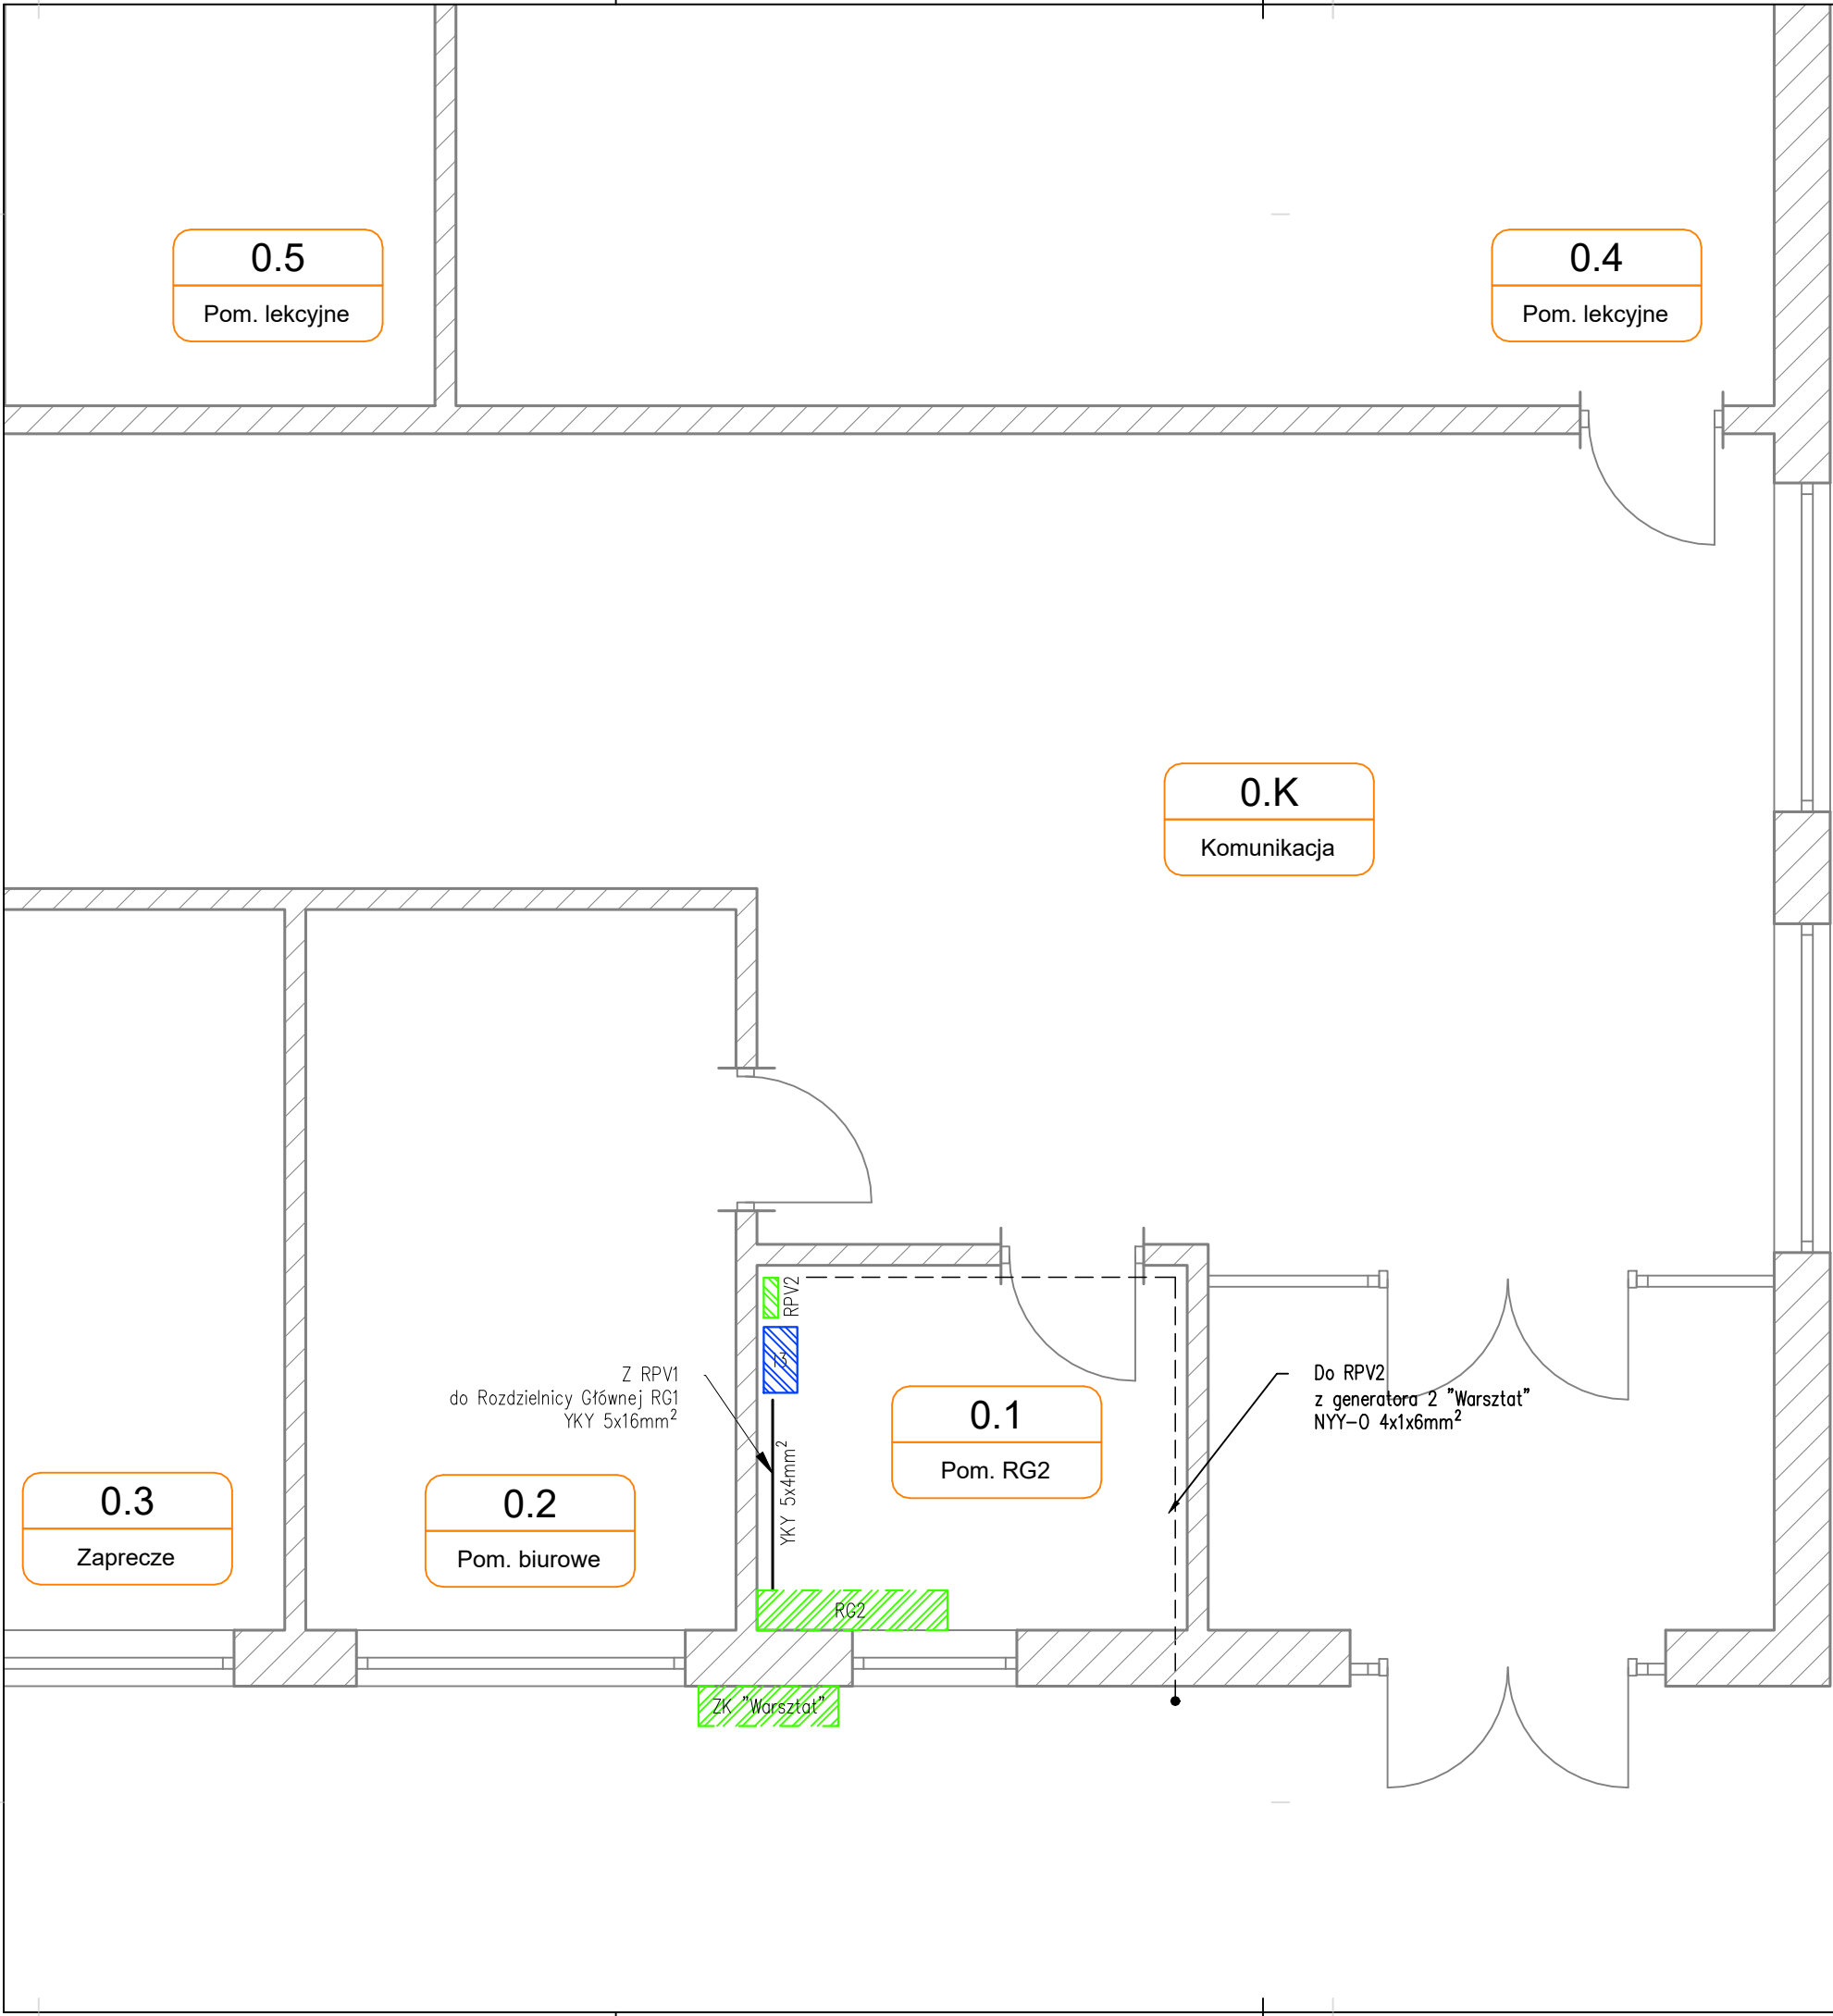 0.5
Pom. lekcyjne
0.4
Pom. lekcyjne
0.K
Komunikacja
RPV2
I3
Z RPV1
do Rozdzielnicy Głównej RG1
YKY 5x16mm²
YKY 5x4mm²
Do RPV2
z generatora 2 "Warsztat"
NYY-O 4x1x6mm²
0.1
Pom. RG2
0.3
Zaprecze
0.2
Pom. biurowe
RG2
ZK "Warsztat"